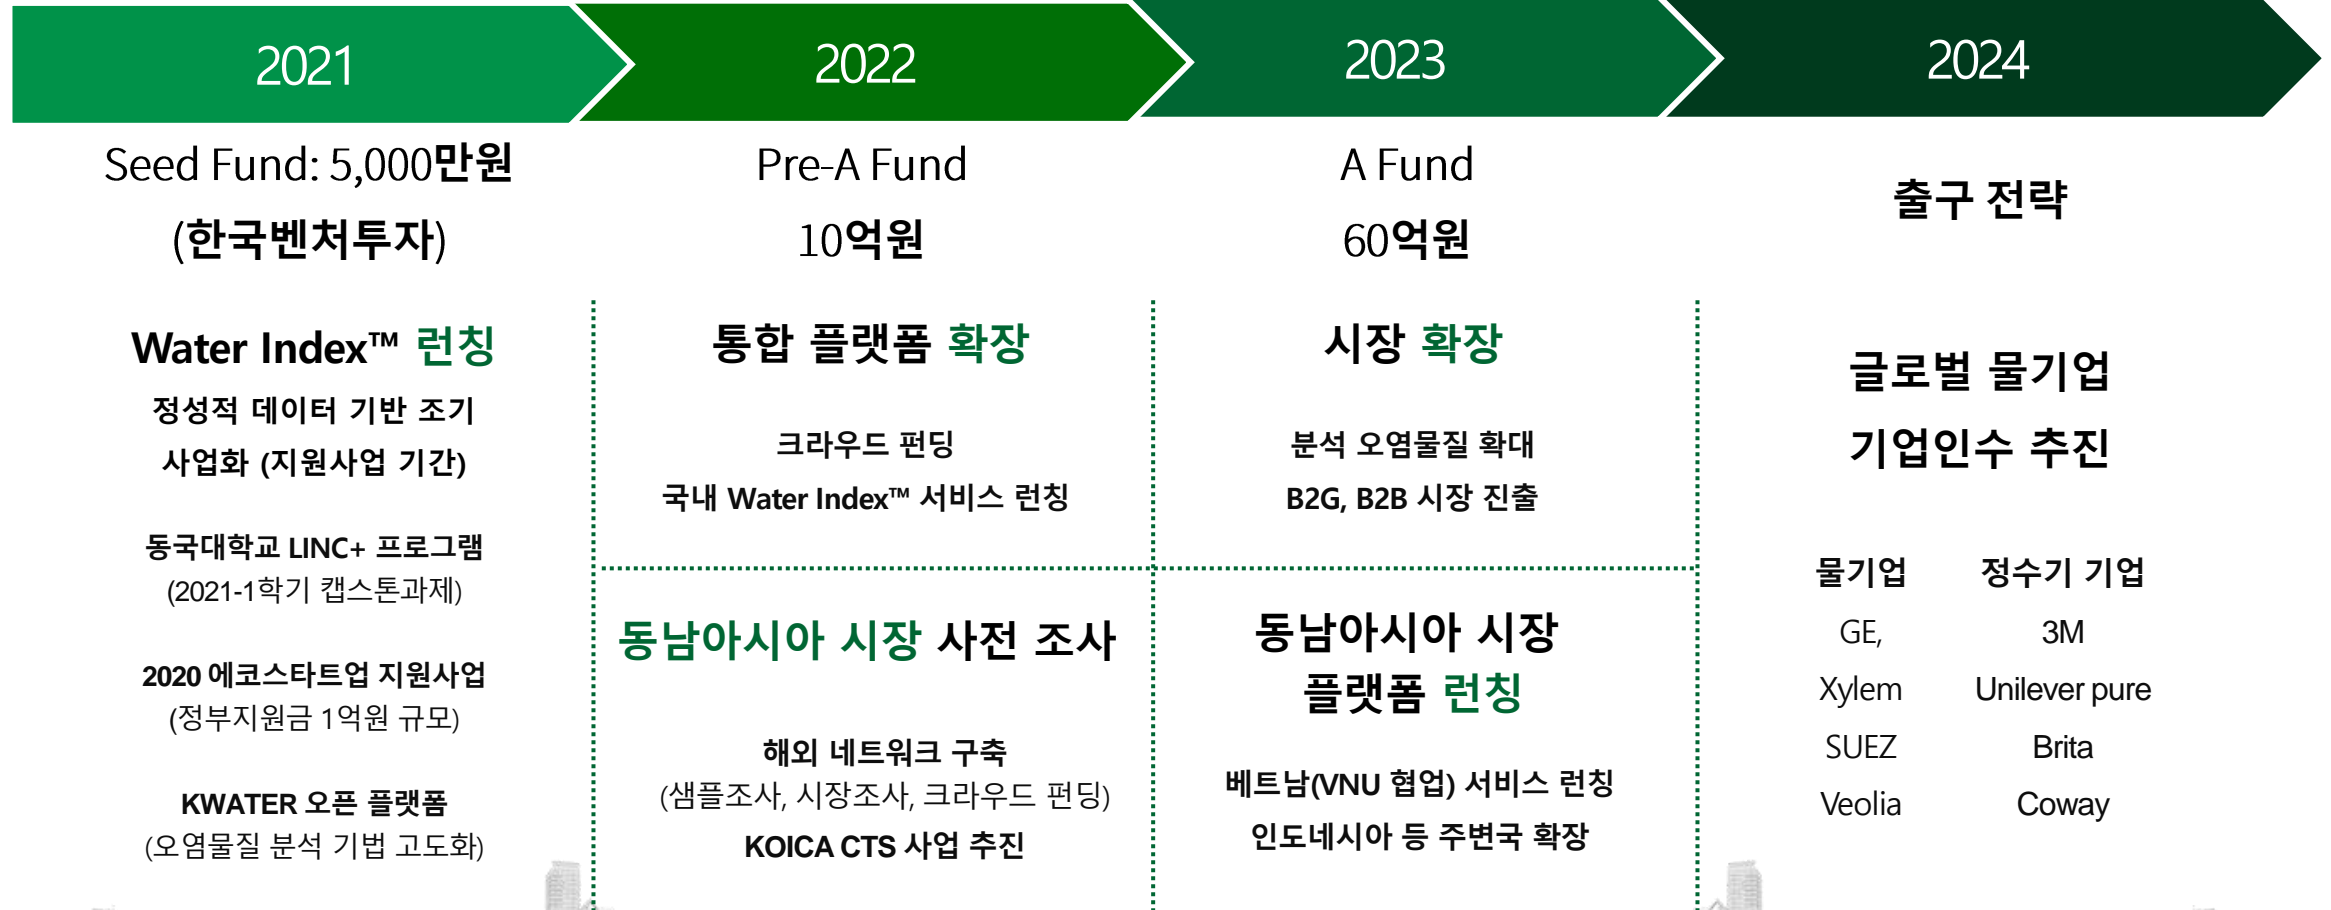 2021
2022
2023
2024
Seed Fund: 5,000만원
(한국벤처투자)
Pre-A Fund
10억원
A Fund
60억원
출구 전략
Water Index™ 런칭
정성적 데이터 기반 조기
사업화 (지원사업 기간)
동국대학교 LINC+ 프로그램
(2021-1학기 캡스톤과제)
2020 에코스타트업 지원사업
(정부지원금 1억원 규모)
KWATER 오픈 플랫폼
(오염물질 분석 기법 고도화)
통합 플랫폼 확장
크라우드 펀딩
국내 Water Index™ 서비스 런칭
동남아시아 시장 사전 조사
해외 네트워크 구축
(샘플조사, 시장조사, 크라우드 펀딩)
KOICA CTS 사업 추진
시장 확장
분석 오염물질 확대
B2G, B2B 시장 진출
동남아시아 시장
플랫폼 런칭
베트남(VNU 협업) 서비스 런칭
인도네시아 등 주변국 확장
글로벌 물기업
기업인수 추진
물기업
GE,
Xylem
SUEZ
Veolia
정수기 기업
3M
Unilever pure
Brita
Coway